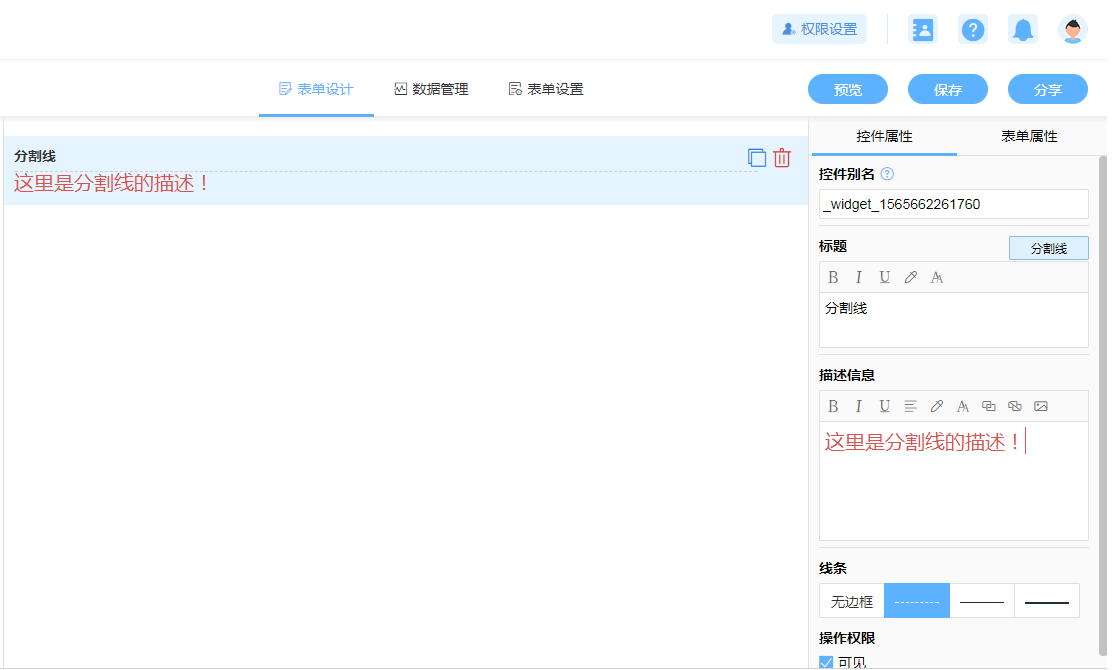 权限设置
表单设计 数据管理 表单设置 预览 保存 分享
分割线
这里是分割线的描述！
控件属性 表单属性
控件别名
_widget_1565662261760
标题 分割线
B I U
分割线
描述信息
B I U
这里是分割线的描述！
线条
无边框
操作权限
可见